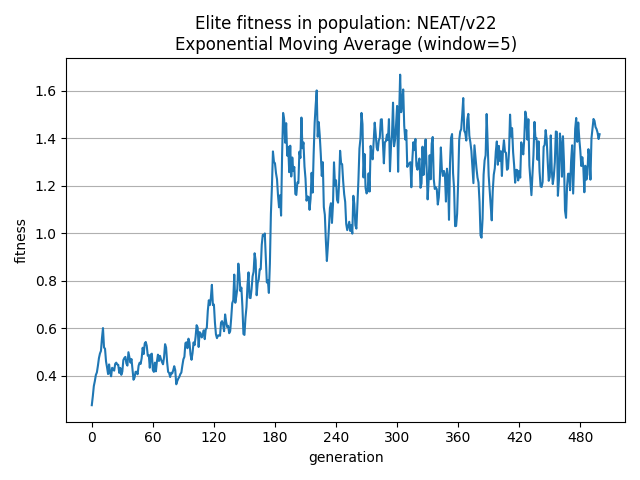 Elite fitness in population: NEAT/v22
Exponential Moving Average (window=5)
fitness
1.6
1.4
1.2
1.0
0.8
0.6
0.4
0 60 120 180 240 300 360 420 480
generation